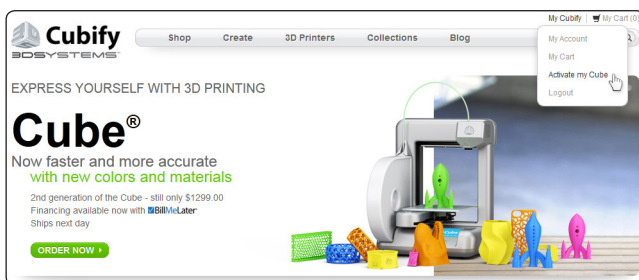 My Cubify My Cart (0)
Cubify
3DSYSTEMS
Shop Create 3D Printers Collections Blog
My Account
My Cart
Activate my Cube
Logout
EXPRESS YOURSELF WITH 3D PRINTING
Cube®
Now faster and more accurate
with new colors and materials
2nd generation of the Cube - still only $1299.00
Financing available now with BillMeLater
Ships next day
ORDER NOW